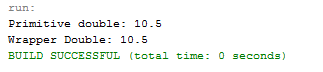 run:
Primitive double: 10.5
Wrapper Double: 10.5
BUILD SUCCESSFUL (total time: 0 seconds)